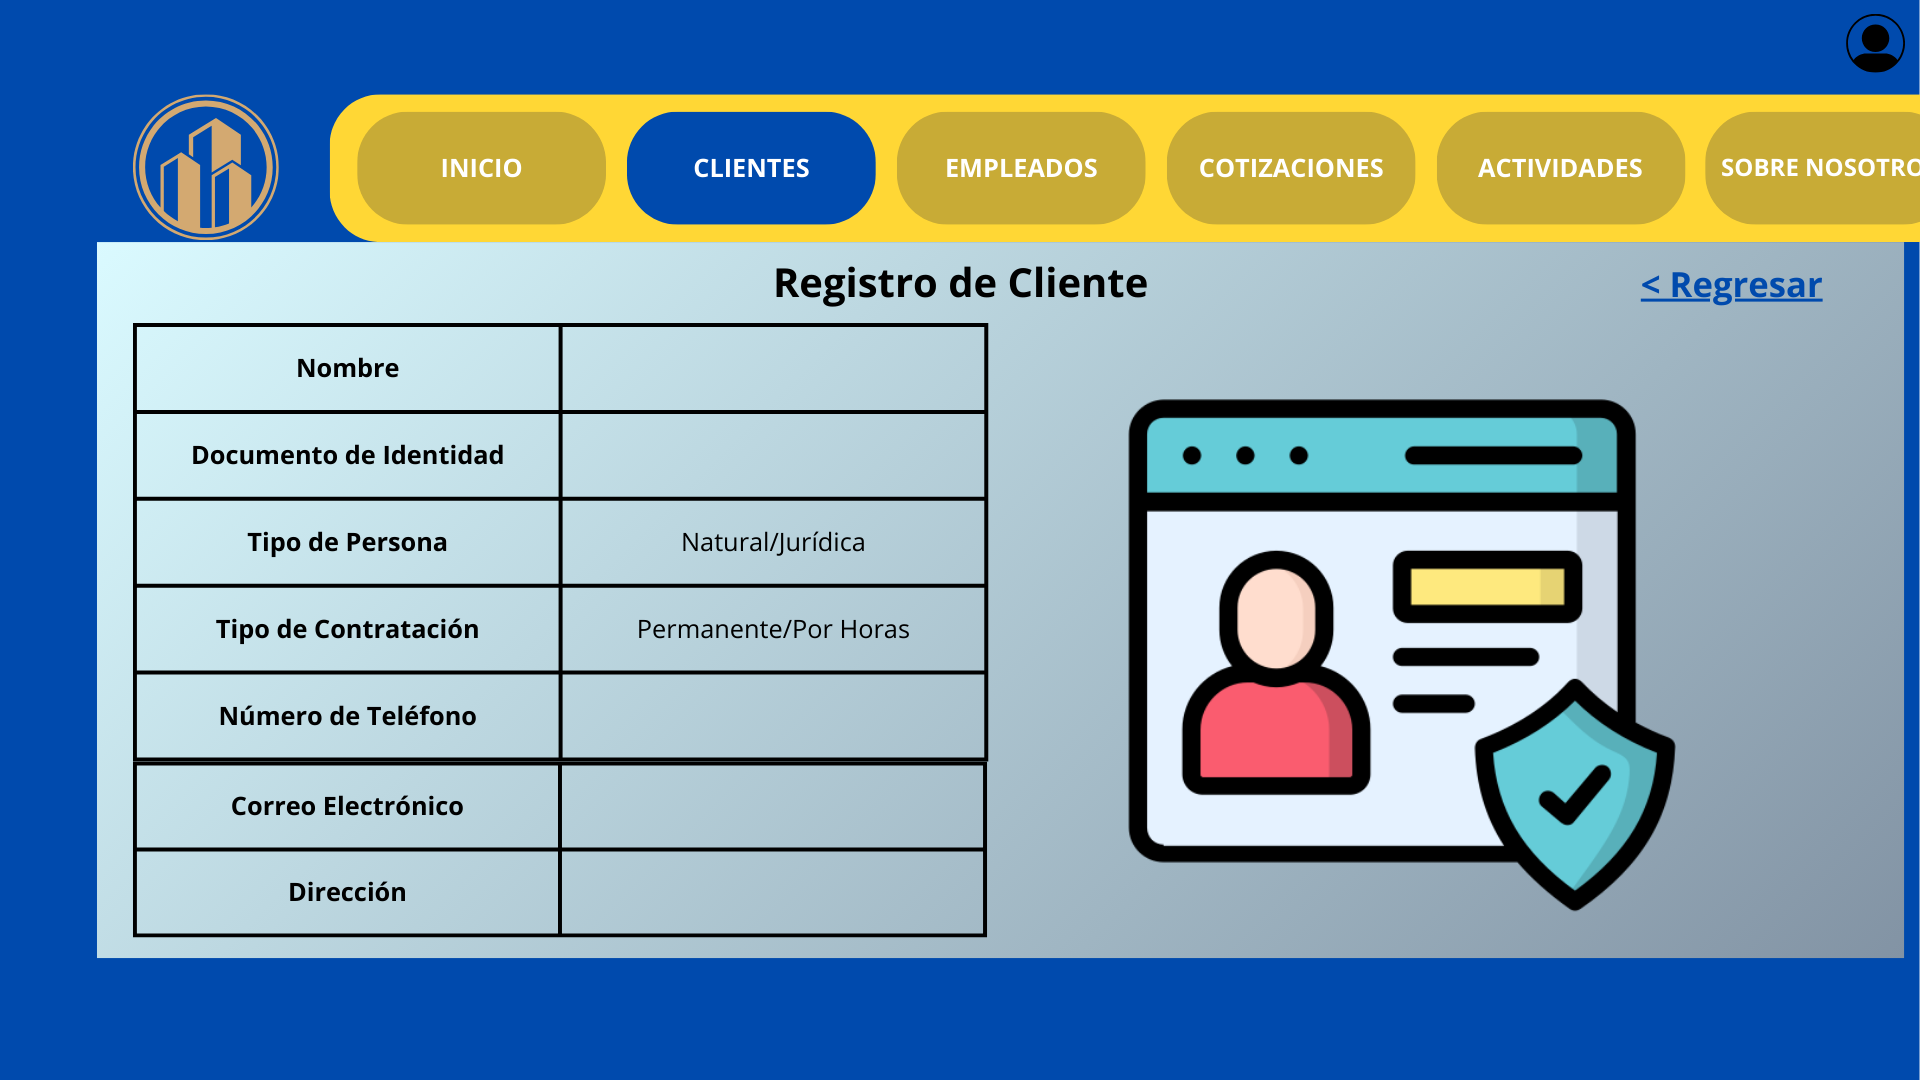 INICIO
CLIENTES
EMPLEADOS
COTIZACIONES
ACTIVIDADES
SOBRE NOSOTRO
Registro de Cliente
< Regresar
Nombre
Documento de Identidad
Tipo de Persona
Natural/Jurídica
Tipo de Contratación
Permanente/Por Horas
Número de Teléfono
Correo Electrónico
Dirección